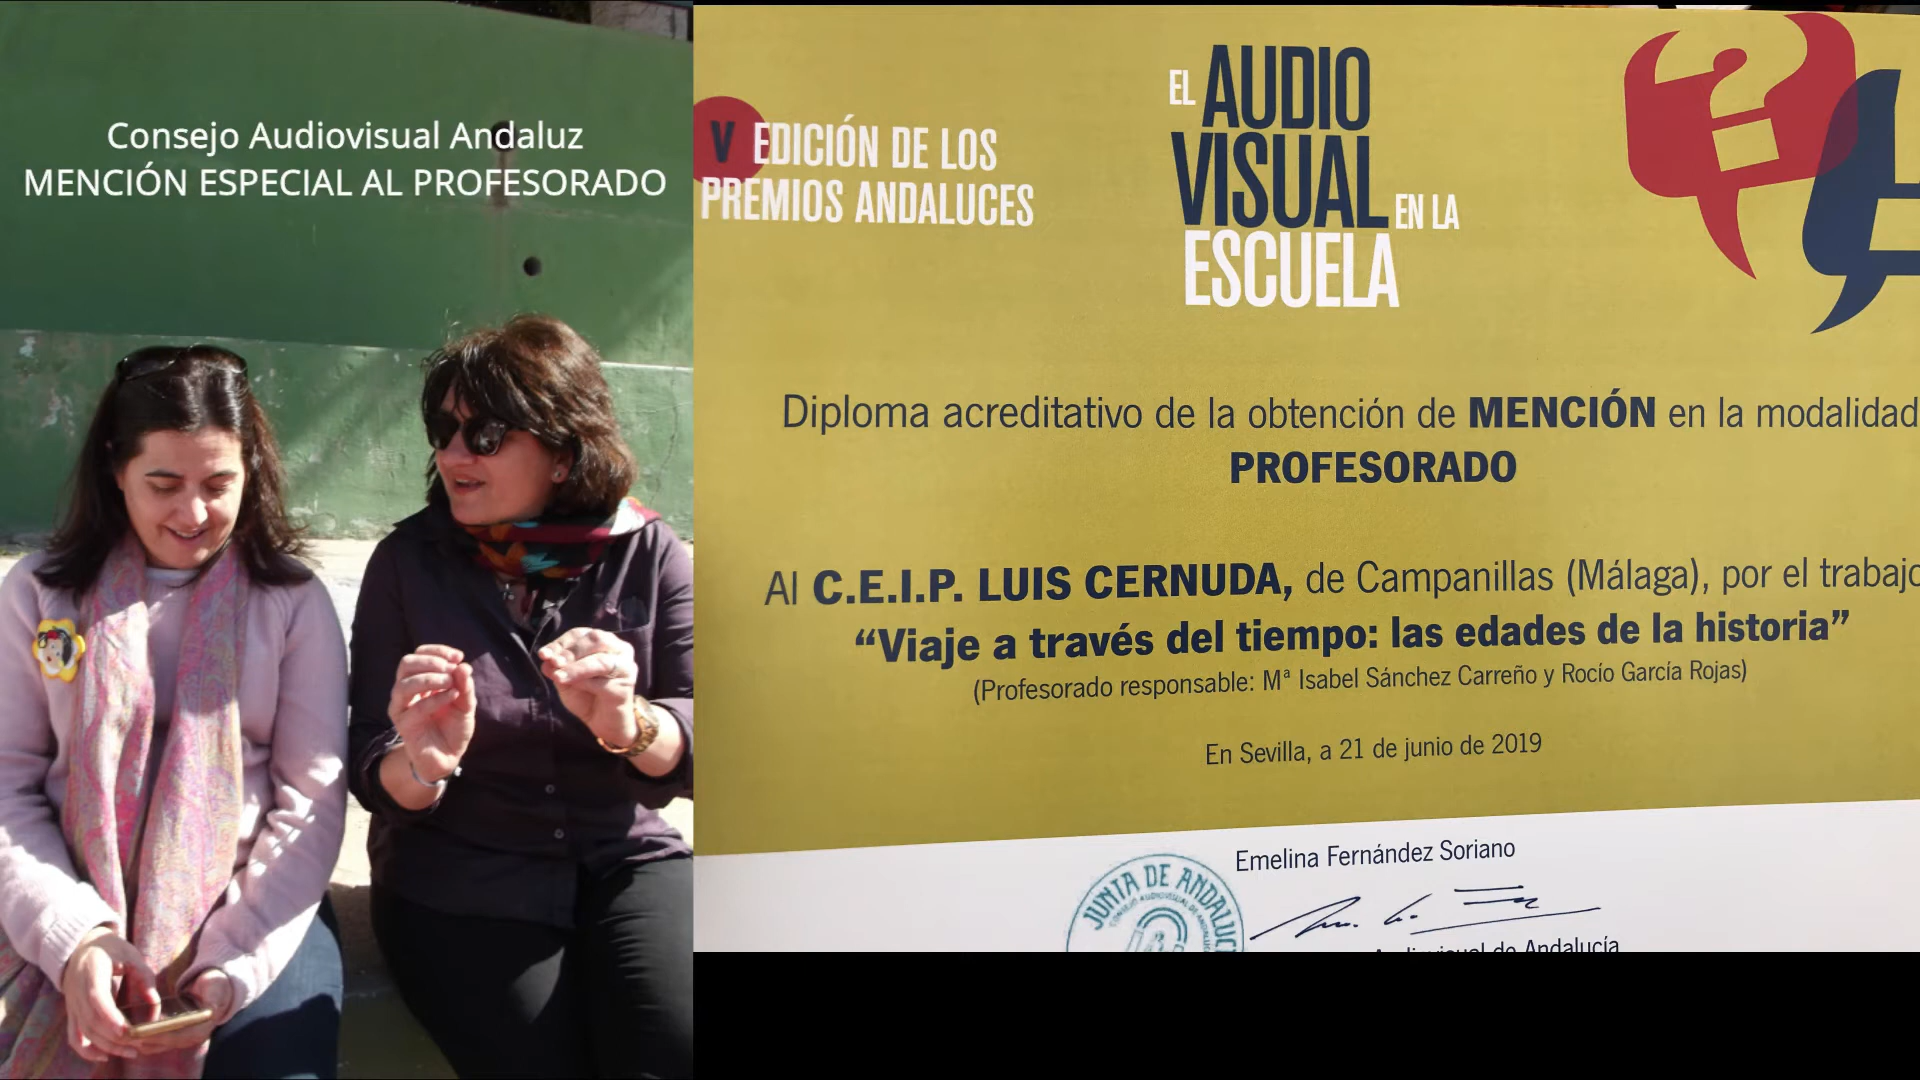 Consejo Audiovisual Andaluz
MENCIÓN ESPECIAL AL PROFESORADO
V EDICIÓN DE LOS
PREMIOS ANDALUCES
EL AUDIO
VISUAL EN LA
ESCUELA
Diploma acreditativo de la obtención de MENCIÓN en la modalidad
PROFESORADO
Al C.E.I.P. LUIS CERNUDA, de Campanillas (Málaga), por el trabajo
“Viaje a través del tiempo: las edades de la historia”
(Profesorado responsable: Mª Isabel Sánchez Carreño y Rocío García Rojas)
En Sevilla, a 21 de junio de 2019
Emelina Fernández Soriano
JUNTA DE ANDALUC
de Andalucía